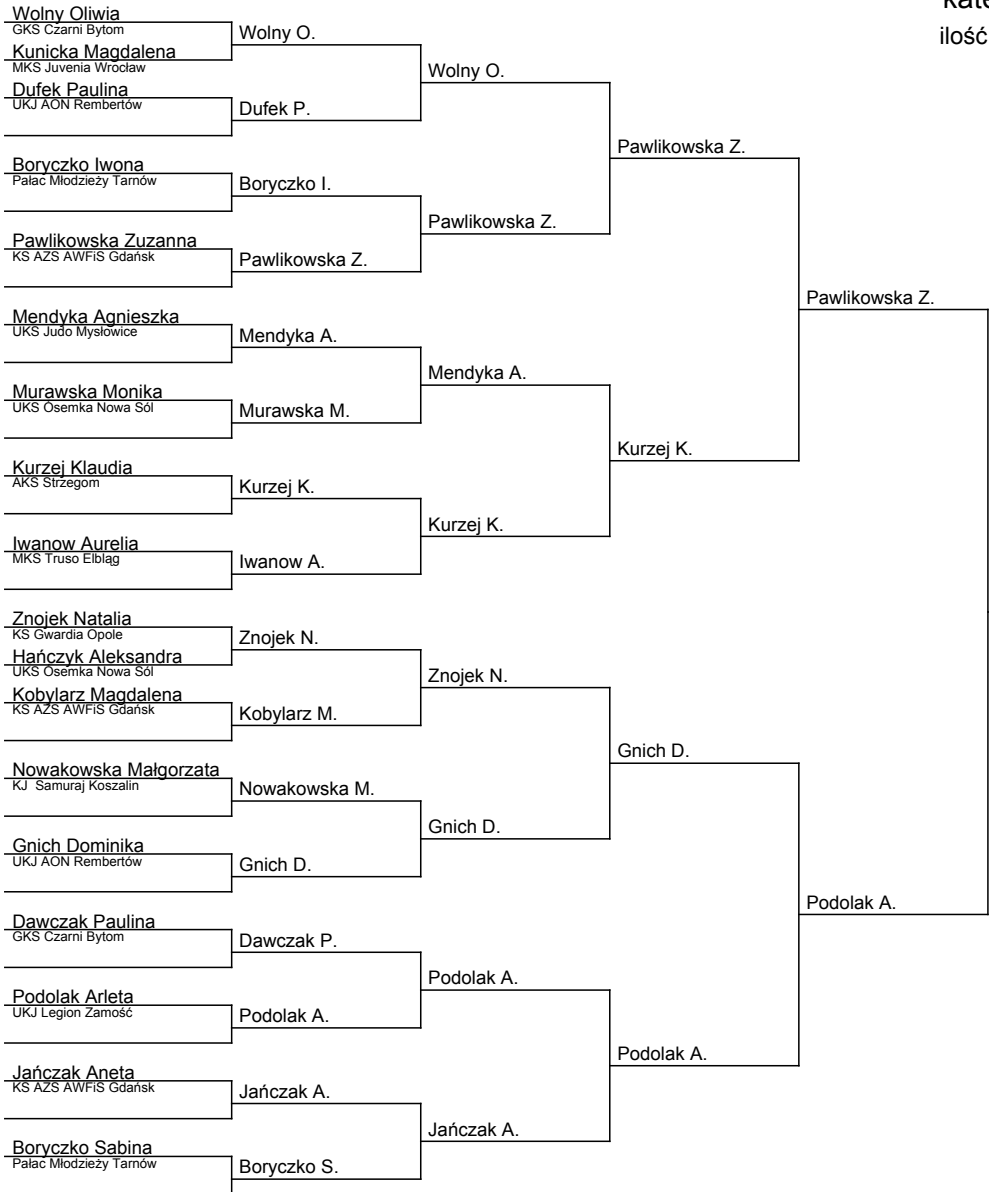 Wolny Oliwia
GKS Czarni Bytom
Kunicka Magdalena
MKS Juvenia Wrocław
Dufek Paulina
UKJ AON Rembertów
Boryczko Iwona
Pałac Młodzieży Tarnów
Pawlikowska Zuzanna
KS AZS AWFiS Gdańsk
Mendyka Agnieszka
UKS Judo Mysłowice
Murawska Monika
UKS Ósemka Nowa Sól
Kurzej Klaudia
AKS Strzegom
Iwanow Aurelia
MKS Truso Elbląg
Znojek Natalia
KS Gwardia Opole
Hańczyk Aleksandra
UKS Ósemka Nowa Sól
Kobylarz Magdalena
KS AZS AWFiS Gdańsk
Nowakowska Małgorzata
KJ Samuraj Koszalin
Gnich Dominika
UKJ AON Rembertów
Dawczak Paulina
GKS Czarni Bytom
Podolak Arleta
UKJ Legion Zamość
Jańczak Aneta
KS AZS AWFiS Gdańsk
Boryczko Sabina
Pałac Młodzieży Tarnów
Wolny O.
Dufek P.
Boryczko I.
Pawlikowska Z.
Mendyka A.
Murawska M.
Kurzej K.
Iwanow A.
Znojek N.
Kobylarz M.
Nowakowska M.
Gnich D.
Dawczak P.
Podolak A.
Jańczak A.
Boryczko S.
Wolny O.
Pawlikowska Z.
Mendyka A.
Kurzej K.
Znojek N.
Gnich D.
Podolak A.
Jańczak A.
Pawlikowska Z.
Kurzej K.
Gnich D.
Podolak A.
Pawlikowska Z.
Podolak A.
ilość